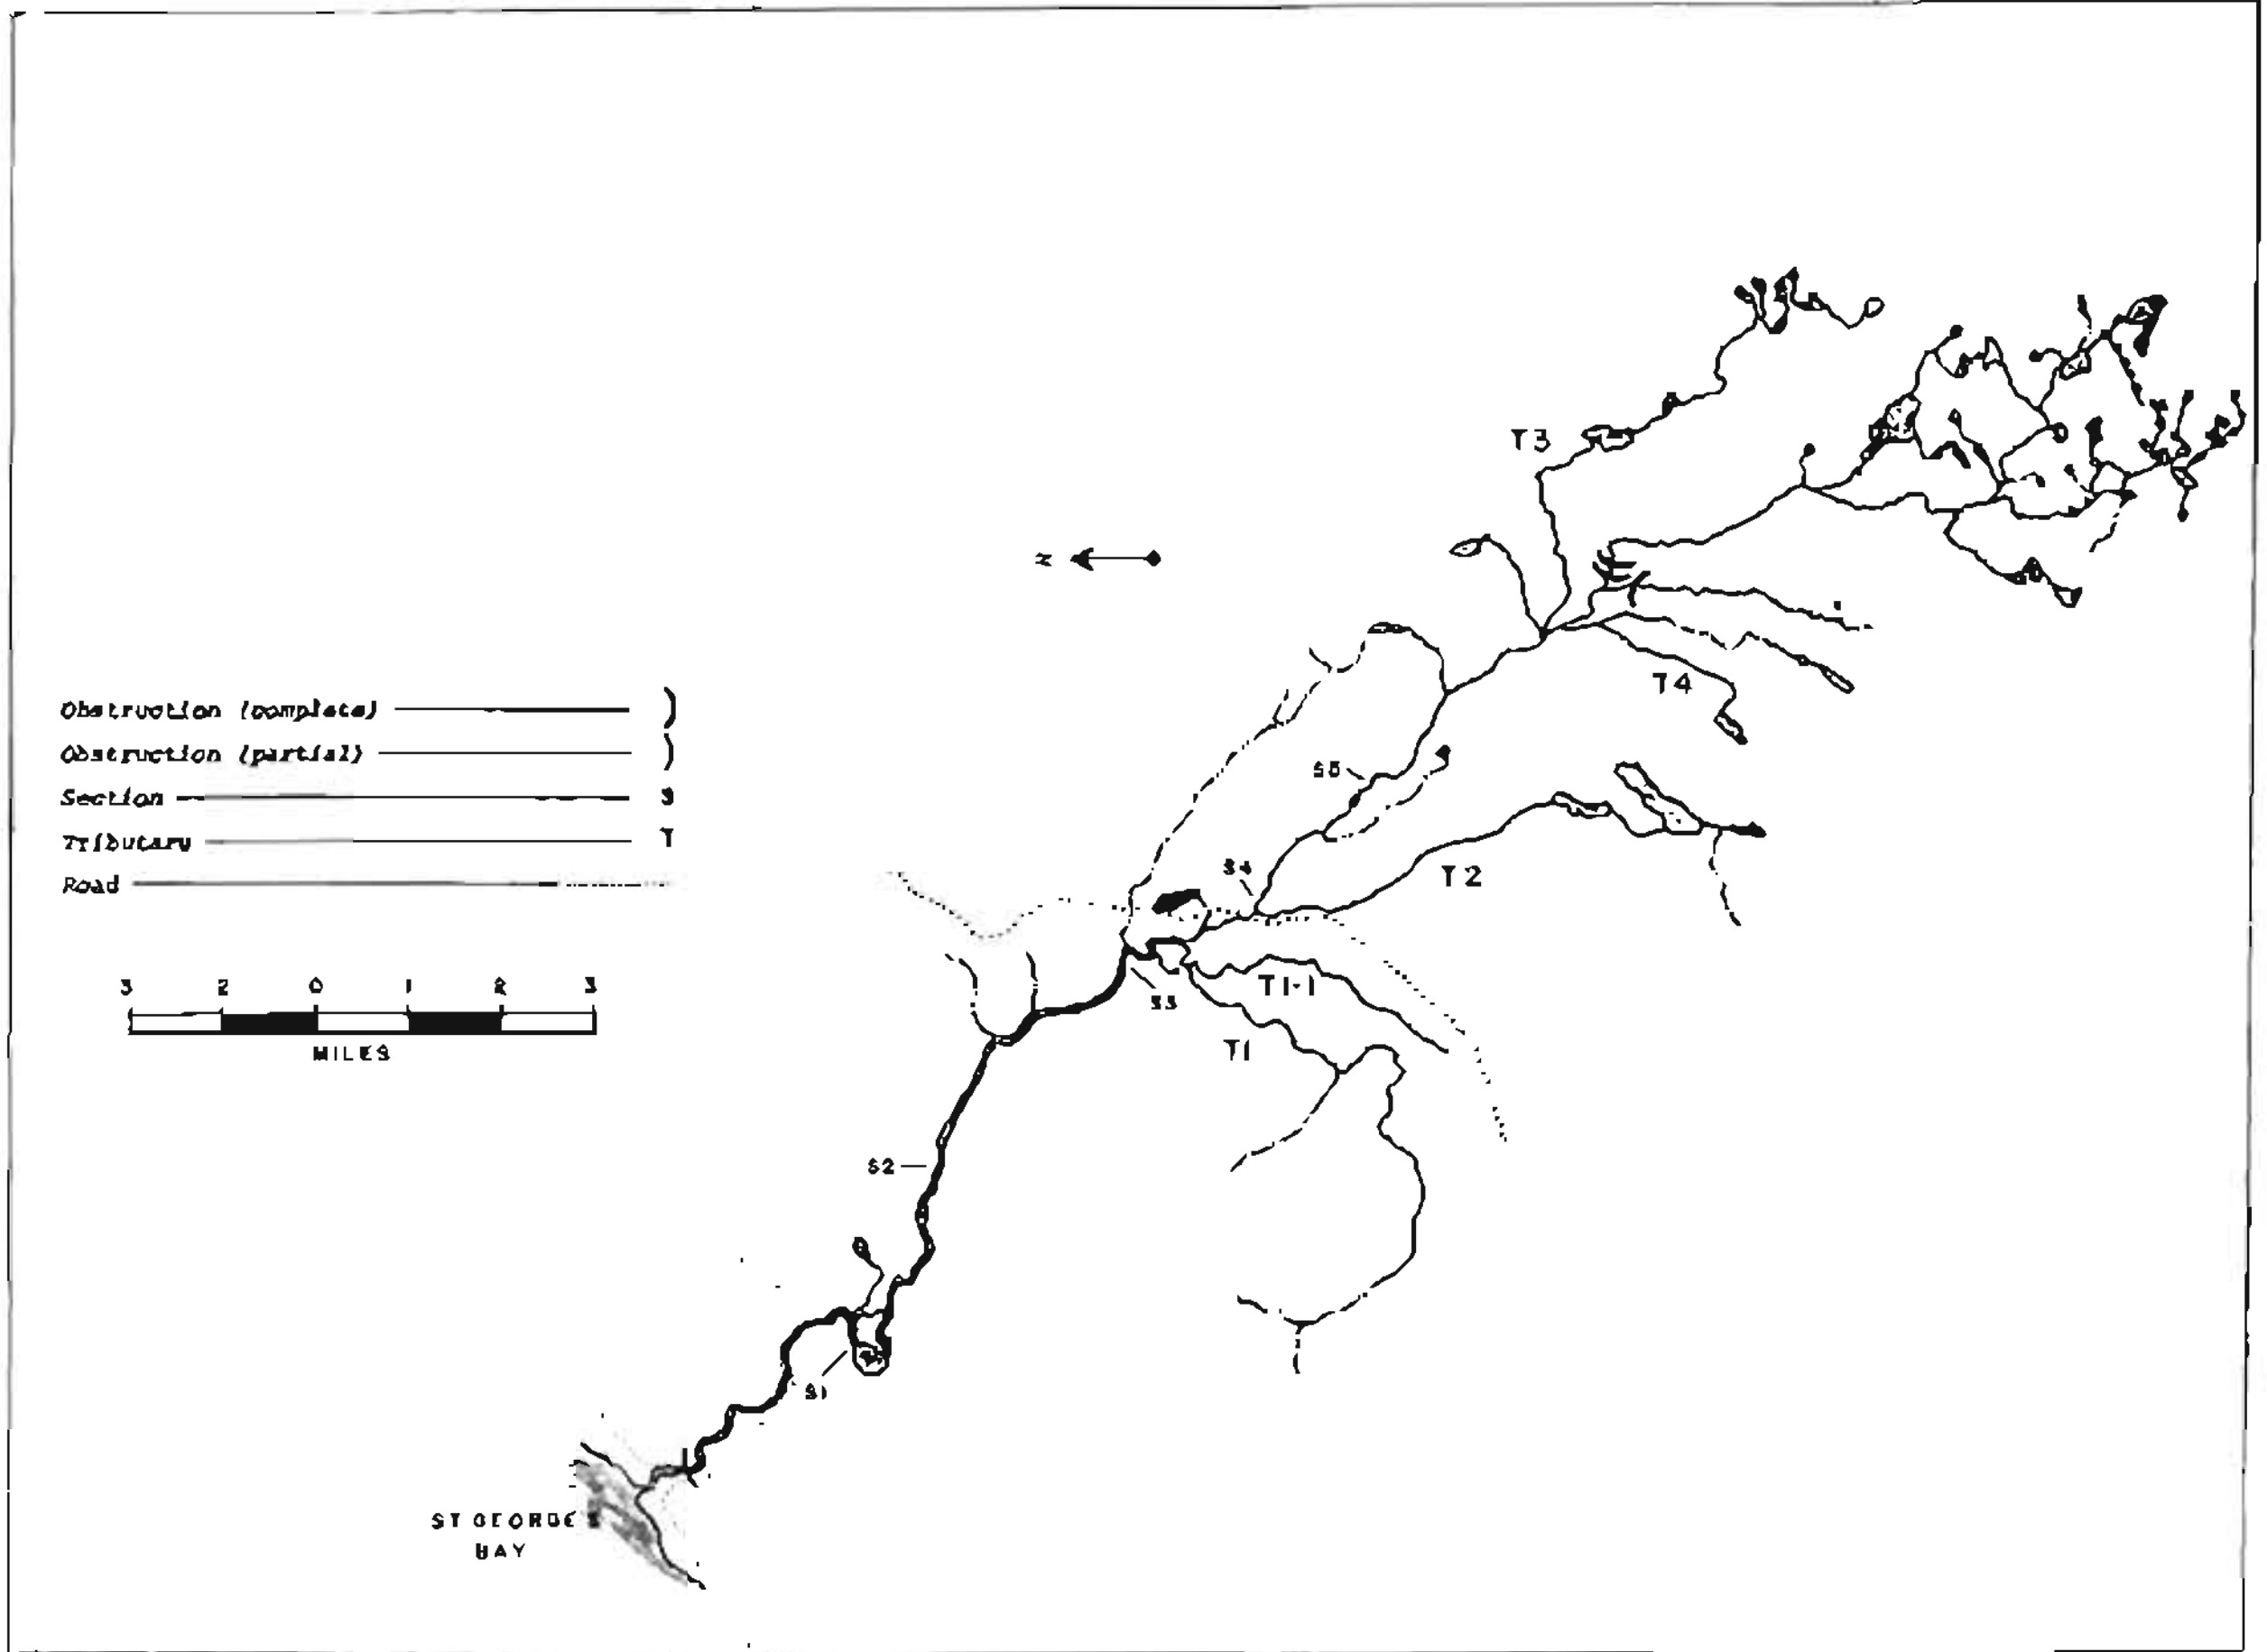 T3
N
T4
Obstruction (complete) )
Obstruction (partial) )
Section S
Tributary T
Road
S5
S4
T2
T1-1
S3
T1
3 2 0 1 2 3
MILES
S2
S1
ST GEORGES
BAY